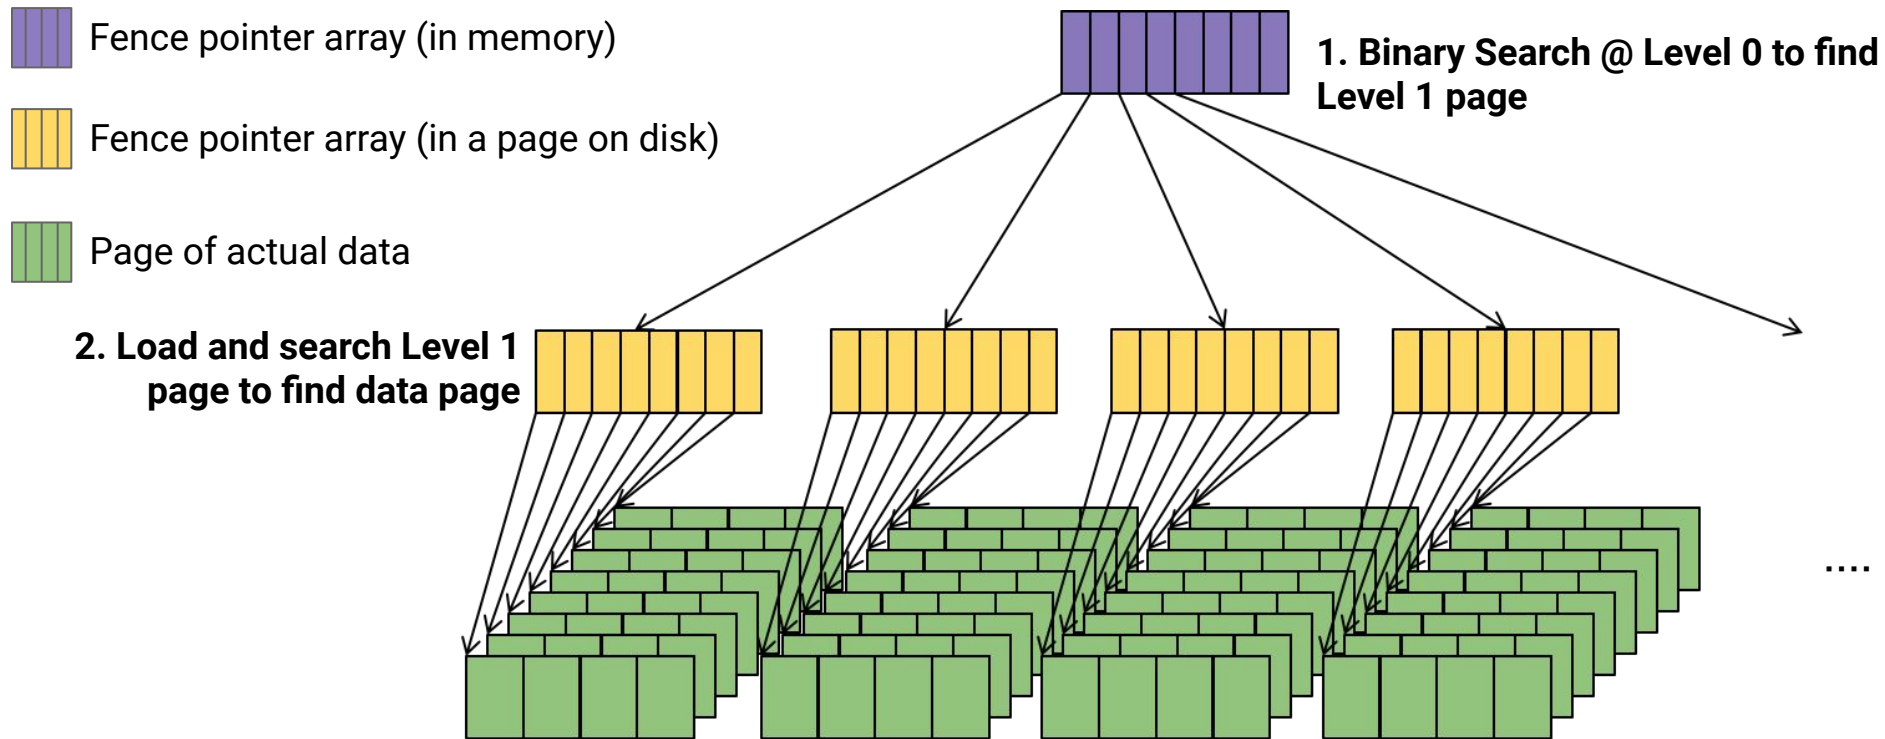 Fence pointer array (in memory)
1. Binary Search @ Level 0 to find
Level 1 page
Fence pointer array (in a page on disk)
Page of actual data
2. Load and search Level 1
page to find data page
....